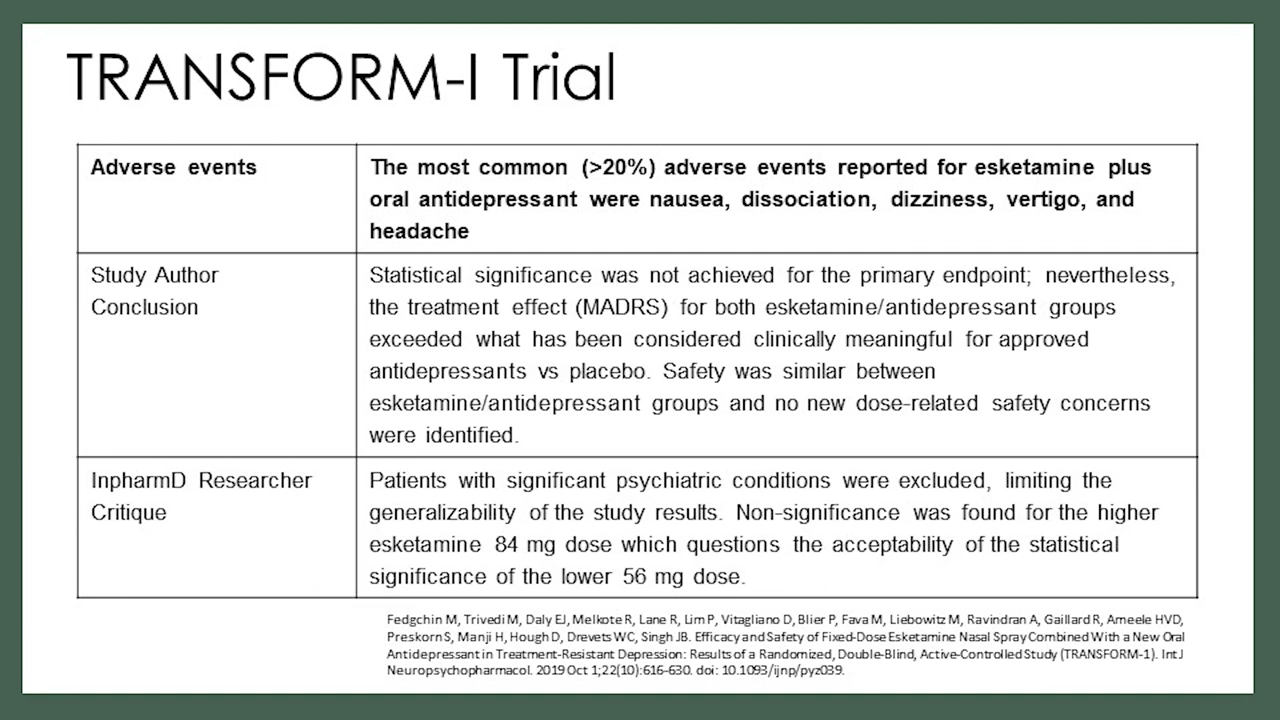 TRANSFORM-I Trial
Adverse events
The most common (>20%) adverse events reported for esketamine plus
oral antidepressant were nausea, dissociation, dizziness, vertigo, and
headache
Study Author
Conclusion
Statistical significance was not achieved for the primary endpoint; nevertheless,
the treatment effect (MADRS) for both esketamine/antidepressant groups
exceeded what has been considered clinically meaningful for approved
antidepressants vs placebo. Safety was similar between
esketamine/antidepressant groups and no new dose-related safety concerns
were identified.
InpharmD Researcher
Critique
Patients with significant psychiatric conditions were excluded, limiting the
generalizability of the study results. Non-significance was found for the higher
esketamine 84 mg dose which questions the acceptability of the statistical
significance of the lower 56 mg dose.
Fedgchin M, Trivedi M, Daly EJ, Melkote R, Lane R, Lim P, Vitagliano D, Blier P, Fava M, Liebowitz M, Ravindran A, Gaillard R, Ameele HVD,
Preskorn S, Manji H, Hough D, Drevets WC, Singh JB. Efficacy and Safety of Fixed-Dose Esketamine Nasal Spray Combined With a New Oral
Antidepressant in Treatment-Resistant Depression: Results of a Randomized, Double-Blind, Active-Controlled Study (TRANSFORM-1). Int J
Neuropsychopharmacol. 2019 Oct 1;22(10):616-630. doi: 10.1093/ijnp/pyz039.